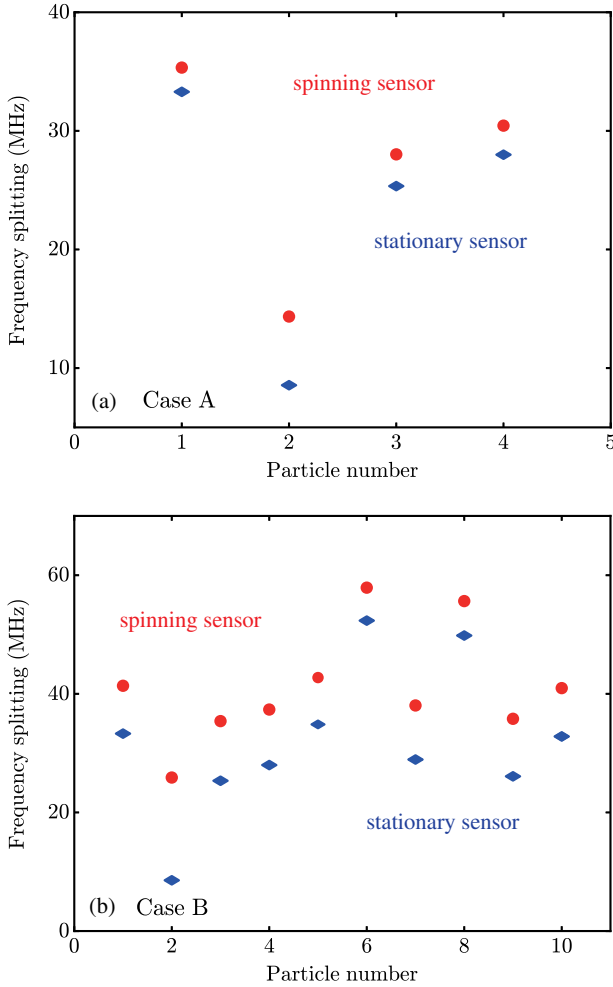 40
30
20
10
Frequency splitting (MHz)
spinning sensor
stationary sensor
(a) Case A
0 1 2 3 4 5
Particle number
60
40
20
0
Frequency splitting (MHz)
spinning sensor
stationary sensor
(b) Case B
0 2 4 6 8 10
Particle number